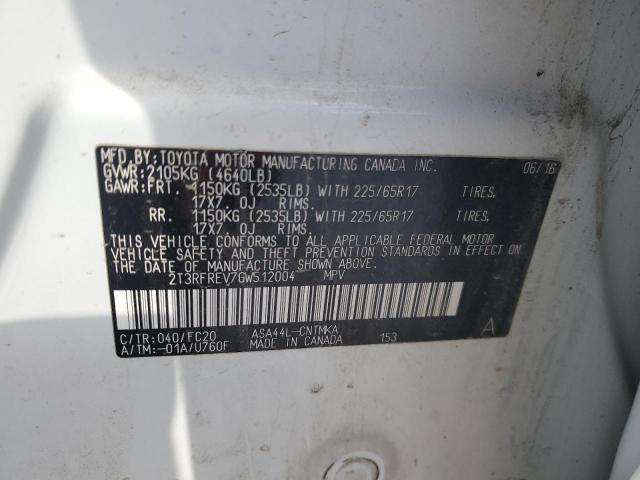 MFD. BY: TOYOTA MOTOR MANUFACTURING CANADA INC. 06/16
GVWR: 2105KG (4640LB)
GAWR: FRT. 1150KG (2535LB) WITH 225/65R17 TIRES.
17X7.0J RIMS.
RR. 1150KG (2535LB) WITH 225/65R17 TIRES.
17X7.0J RIMS.
THIS VEHICLE CONFORMS TO ALL APPLICABLE FEDERAL MOTOR
VEHICLE SAFETY AND THEFT PREVENTION STANDARDS IN EFFECT ON
THE DATE OF MANUFACTURE SHOWN ABOVE.
2T3RFREV7GW512004 MPV
C/TR: 040/FC20 ASA44L-CNTMKA
A/TM: -01A/U760F MADE IN CANADA 153 A